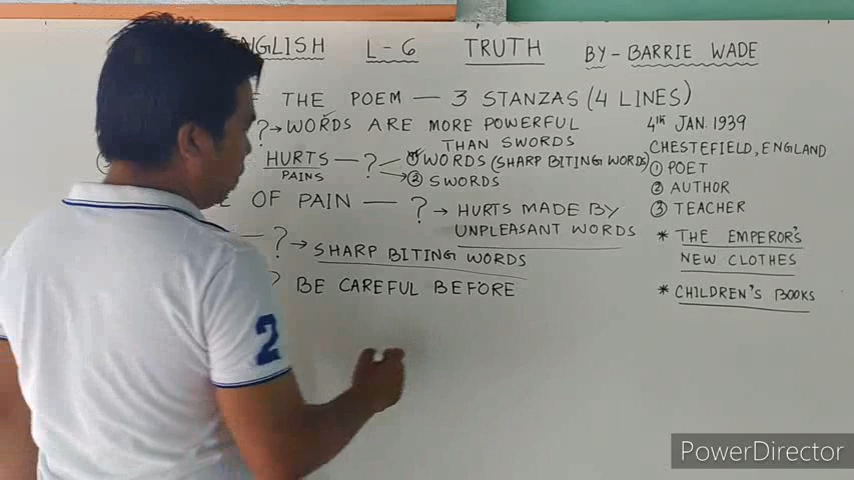 ENGLISH L-6 TRUTH BY-BARRIE WADE
THE POEM — 3 STANZAS (4 LINES)
? → WORDS ARE MORE POWERFUL
THAN SWORDS
HURTS — ? ① WORDS (SHARP BITING WORDS)
PAINS
→ ② SWORDS
OF PAIN — ? → HURTS MADE BY
UNPLEASANT WORDS
— ? → SHARP BITING WORDS
? BE CAREFUL BEFORE
4th JAN. 1939
CHESTEFIELD, ENGLAND
① POET
② AUTHOR
③ TEACHER
* THE EMPEROR'S
NEW CLOTHES
* CHILDREN'S BOOKS
2
PowerDirector